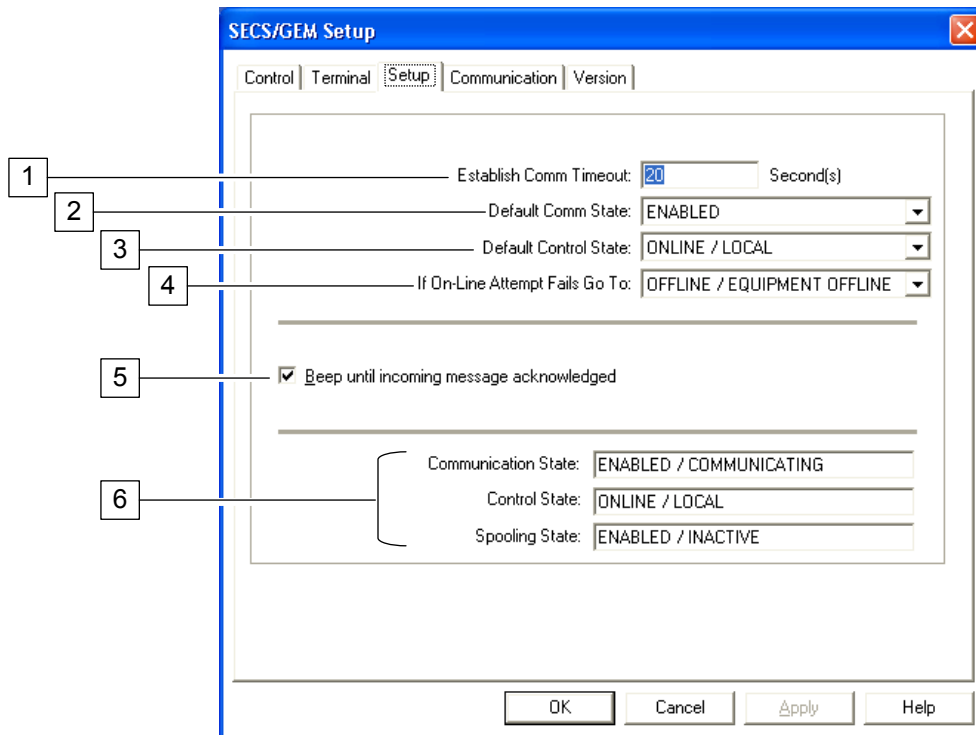 SECS/GEM Setup
Control Terminal Setup Communication Version
1 Establish Comm Timeout: 20 Second(s)
2 Default Comm State: ENABLED
3 Default Control State: ONLINE / LOCAL
4 If On-Line Attempt Fails Go To: OFFLINE / EQUIPMENT OFFLINE
5 Beep until incoming message acknowledged
Communication State: ENABLED / COMMUNICATING
6 Control State: ONLINE / LOCAL
Spooling State: ENABLED / INACTIVE
OK Cancel Apply Help